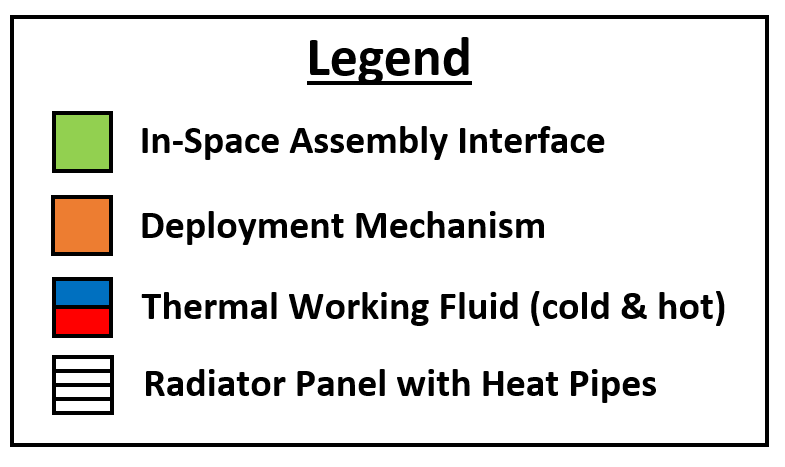 Legend
In-Space Assembly Interface
Deployment Mechanism
Thermal Working Fluid (cold & hot)
Radiator Panel with Heat Pipes